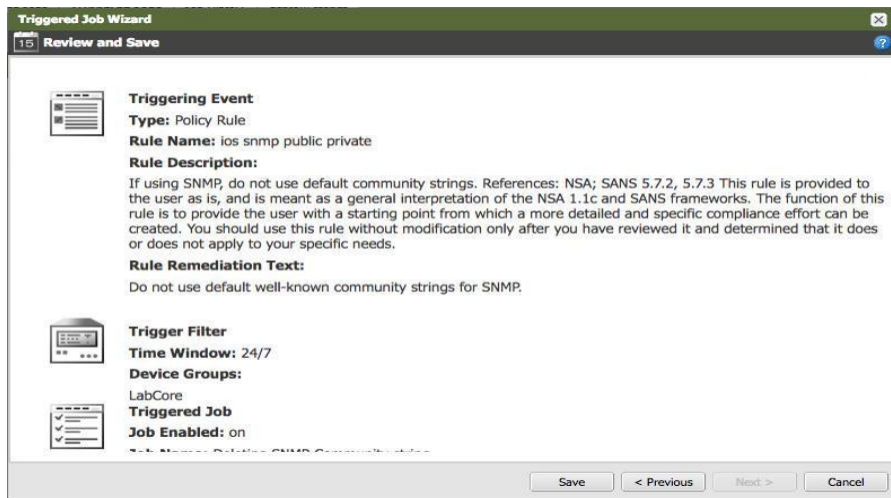 Triggered Job Wizard
15 Review and Save
Triggering Event
Type: Policy Rule
Rule Name: ios snmp public private
Rule Description:
If using SNMP, do not use default community strings. References: NSA; SANS 5.7.2, 5.7.3 This rule is provided to
the user as is, and is meant as a general interpretation of the NSA 1.1c and SANS frameworks. The function of this
rule is to provide the user with a starting point from which a more detailed and specific compliance effort can be
created. You should use this rule without modification only after you have reviewed it and determined that it does
or does not apply to your specific needs.
Rule Remediation Text:
Do not use default well-known community strings for SNMP.
Trigger Filter
Time Window: 24/7
Device Groups:
LabCore
Triggered Job
Job Enabled: on
Job Name: Deleting SNMP Community string
Save < Previous Next > Cancel